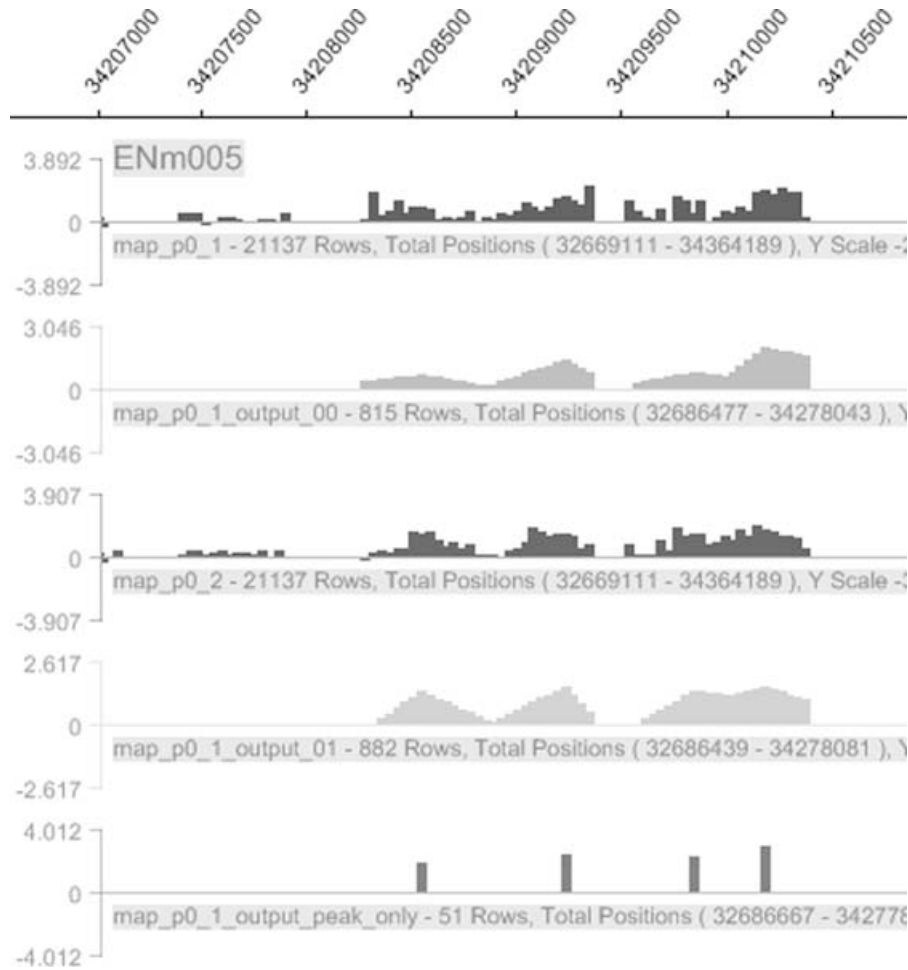 34207000 34207500 34208000 34208500 34209000 34209500 34210000 34210500
ENm005
3.892
0
map_p0_1 - 21137 Rows, Total Positions ( 32669111 - 34364189 ), Y Scale -2
-3.892
3.046
0
map_p0_1_output_00 - 815 Rows, Total Positions ( 32686477 - 34278043 ), Y
-3.046
3.907
0
map_p0_2 - 21137 Rows, Total Positions ( 32669111 - 34364189 ), Y Scale -3
-3.907
2.617
0
map_p0_1_output_01 - 882 Rows, Total Positions ( 32686439 - 34278081 ), Y
-2.617
4.012
0
map_p0_1_output_peak_only - 51 Rows, Total Positions ( 32686667 - 342778
-4.012